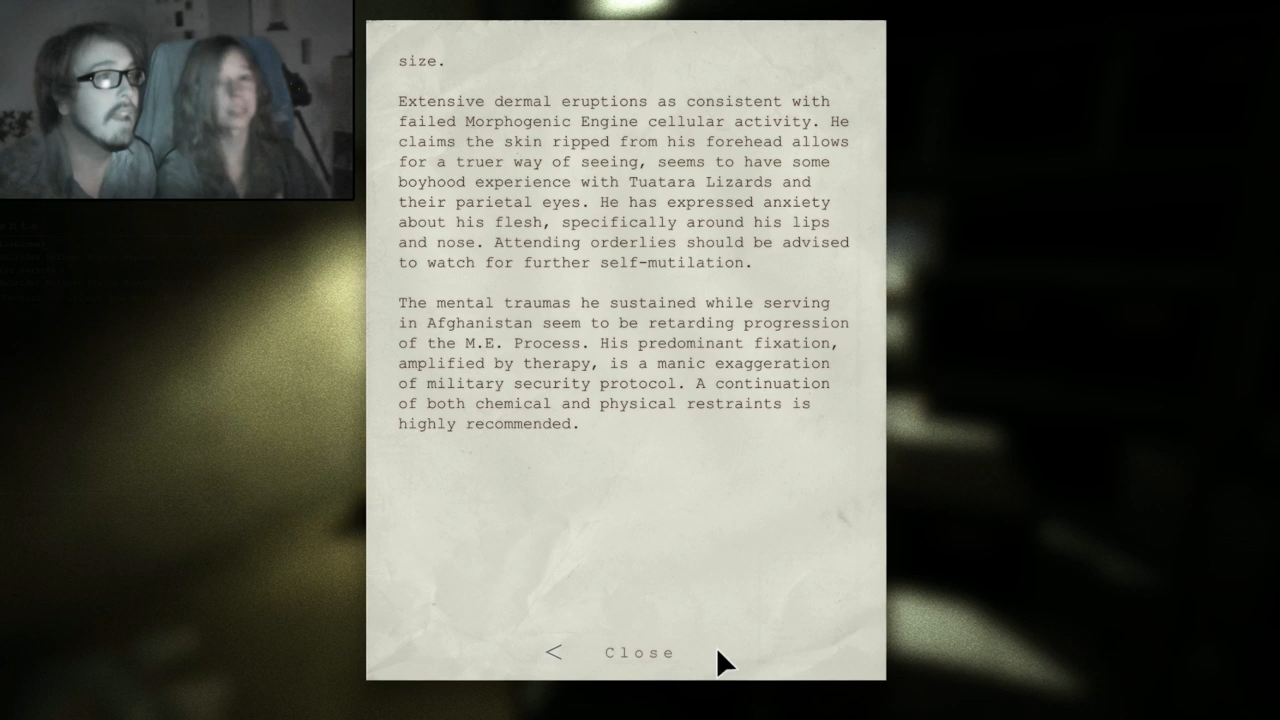 size.
Extensive dermal eruptions as consistent with
failed Morphogenic Engine cellular activity. He
claims the skin ripped from his forehead allows
for a truer way of seeing, seems to have some
boyhood experience with Tuatara Lizards and
their parietal eyes. He has expressed anxiety
about his flesh, specifically around his lips
and nose. Attending orderlies should be advised
to watch for further self-mutilation.
The mental traumas he sustained while serving
in Afghanistan seem to be retarding progression
of the M.E. Process. His predominant fixation,
amplified by therapy, is a manic exaggeration
of military security protocol. A continuation
of both chemical and physical restraints is
highly recommended.
< Close